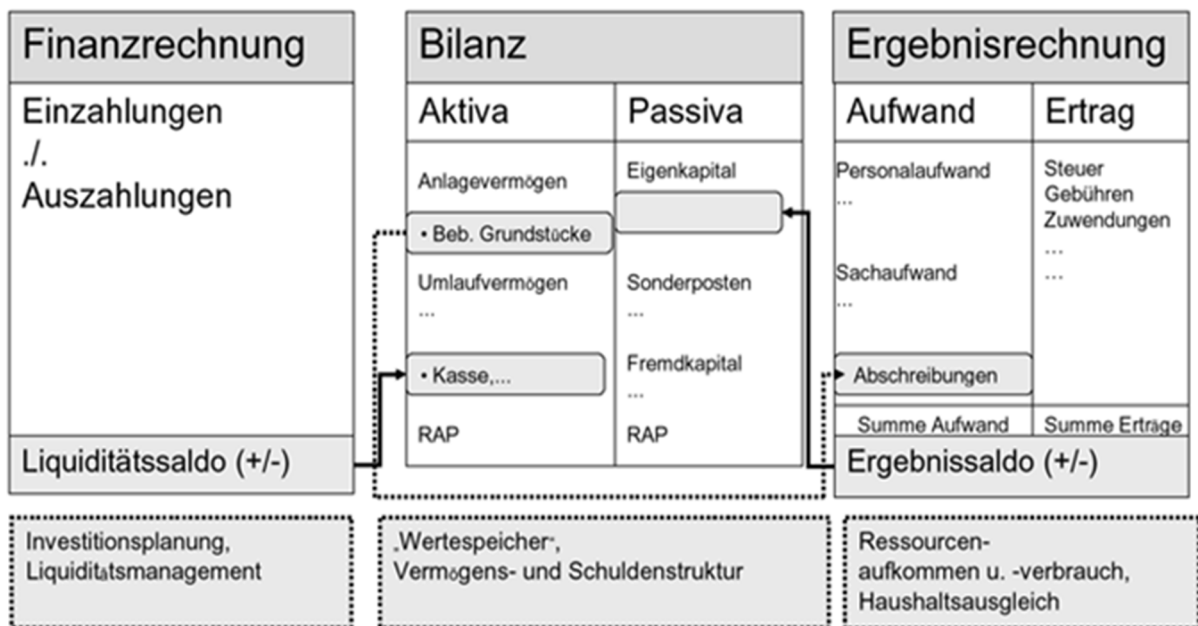 Finanzrechnung
Einzahlungen
./.
Auszahlungen
Liquiditätssaldo (+/-)
Investitionsplanung,
Liquiditätsmanagement
Bilanz
Aktiva
Anlagevermögen
• Beb. Grundstücke
Umlaufvermögen
...
• Kasse,...
RAP
Passiva
Eigenkapital
Sonderposten
...
Fremdkapital
...
RAP
„Wertespeicher“,
Vermögens- und Schuldenstruktur
Ergebnisrechnung
Aufwand
Personalaufwand
...
Sachaufwand
...
Abschreibungen
Summe Aufwand
Ertrag
Steuer
Gebühren
Zuwendungen
...
...
Summe Erträge
Ergebnissaldo (+/-)
Ressourcen-
aufkommen u. -verbrauch,
Haushaltsausgleich